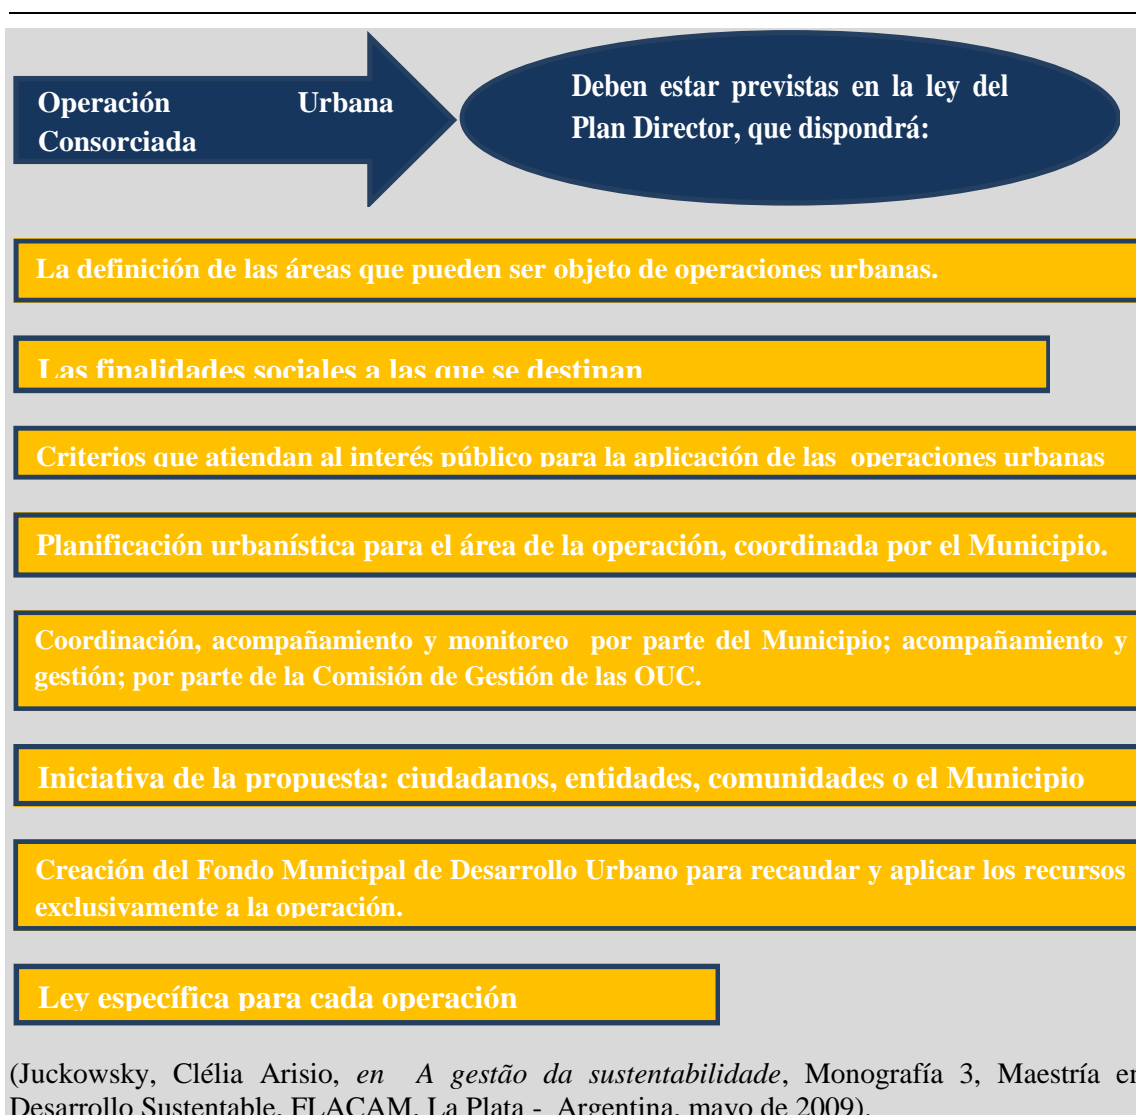 Operación Urbana
Consorciada
Deben estar previstas en la ley del
Plan Director, que dispondrá:
La definición de las áreas que pueden ser objeto de operaciones urbanas.
Las finalidades sociales a las que se destinan
Criterios que atiendan al interés público para la aplicación de las operaciones urbanas
Planificación urbanística para el área de la operación, coordinada por el Municipio.
Coordinación, acompañamiento y monitoreo por parte del Municipio; acompañamiento y
gestión; por parte de la Comisión de Gestión de las OUC.
Iniciativa de la propuesta: ciudadanos, entidades, comunidades o el Municipio
Creación del Fondo Municipal de Desarrollo Urbano para recaudar y aplicar los recursos
exclusivamente a la operación.
Ley específica para cada operación
(Juckowsky, Clélia Arisio, en A gestão da sustentabilidade, Monografía 3, Maestría en
Desarrollo Sustentable, FLACAM, La Plata - Argentina, mayo de 2009).